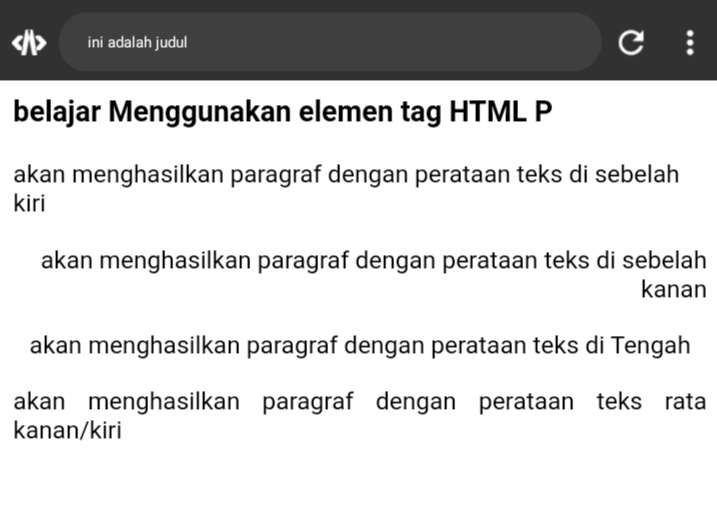 ini adalah judul
belajar Menggunakan elemen tag HTML P
akan menghasilkan paragraf dengan perataan teks di sebelah
kiri
akan menghasilkan paragraf dengan perataan teks di sebelah
kanan
akan menghasilkan paragraf dengan perataan teks di Tengah
akan menghasilkan paragraf dengan perataan teks rata
kanan/kiri